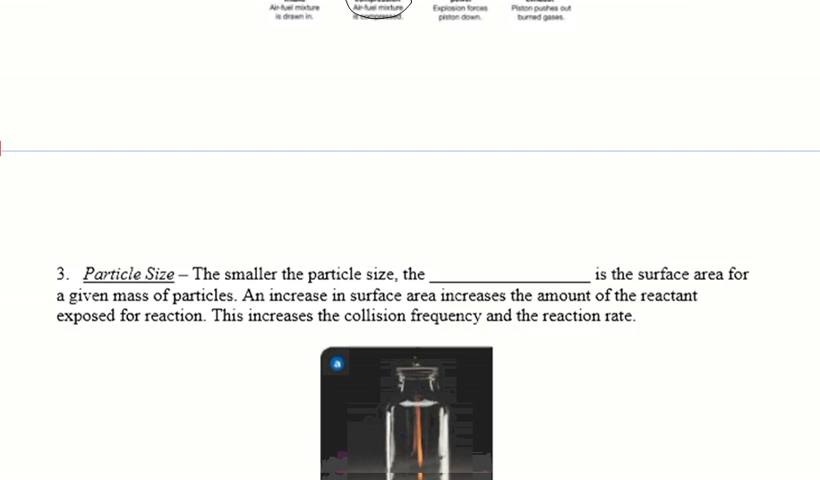 Air-fuel mixture Air-fuel mixture Explosion forces Piston pushes out
is drawn in. is compressed. piston down. burned gases.
3. Particle Size – The smaller the particle size, the ____________________ is the surface area for
a given mass of particles. An increase in surface area increases the amount of the reactant
exposed for reaction. This increases the collision frequency and the reaction rate.
a